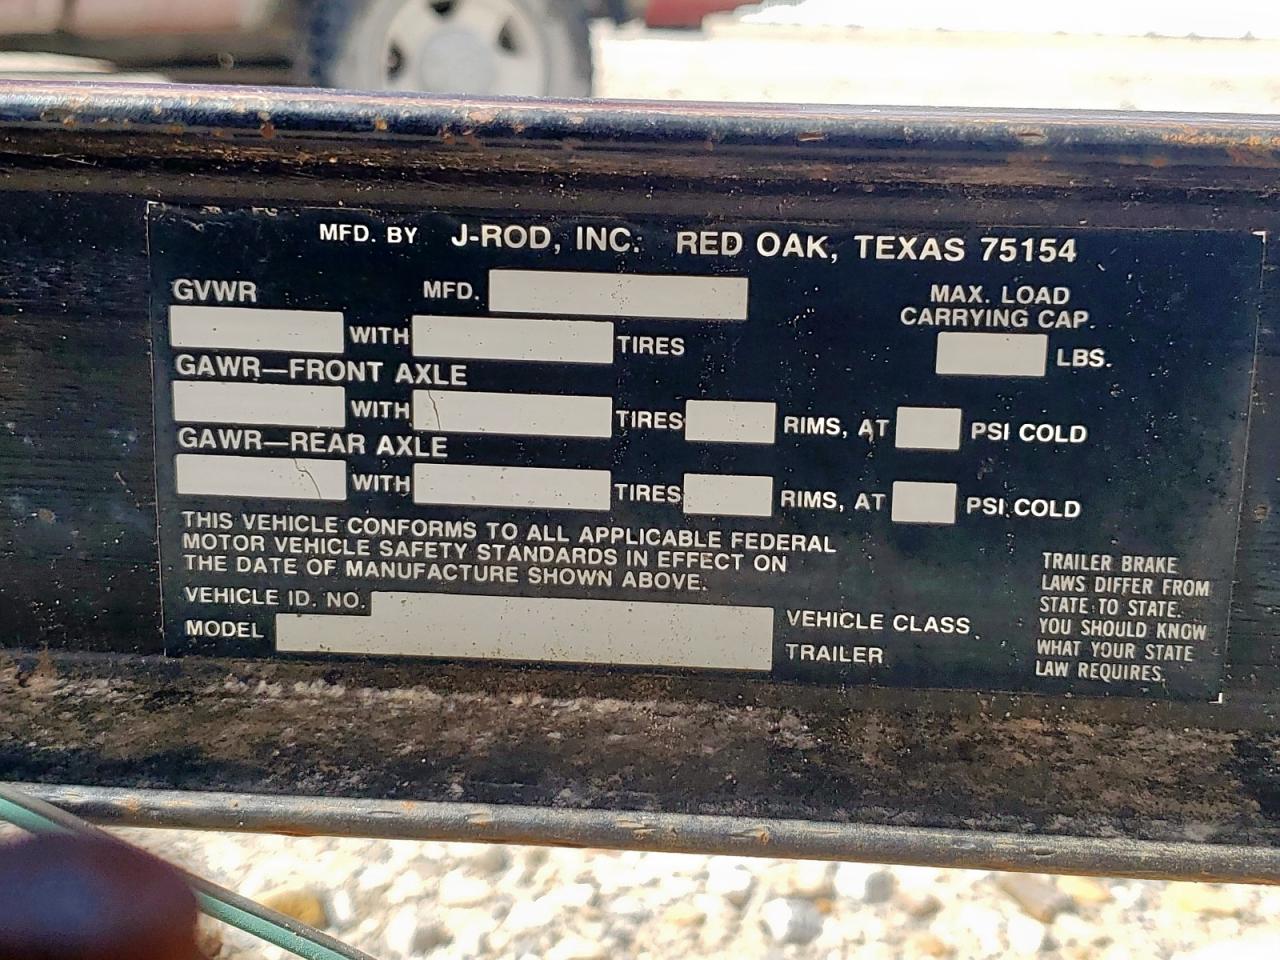 MFD. BY J-ROD, INC. RED OAK, TEXAS 75154
GVWR MFD. MAX. LOAD
CARRYING CAP.
WITH TIRES LBS.
GAWR—FRONT AXLE
WITH TIRES RIMS, AT PSI COLD
GAWR—REAR AXLE
WITH TIRES RIMS, AT PSI COLD
THIS VEHICLE CONFORMS TO ALL APPLICABLE FEDERAL
MOTOR VEHICLE SAFETY STANDARDS IN EFFECT ON
THE DATE OF MANUFACTURE SHOWN ABOVE.
VEHICLE ID. NO. VEHICLE CLASS
MODEL TRAILER
TRAILER BRAKE
LAWS DIFFER FROM
STATE TO STATE.
YOU SHOULD KNOW
WHAT YOUR STATE
LAW REQUIRES.